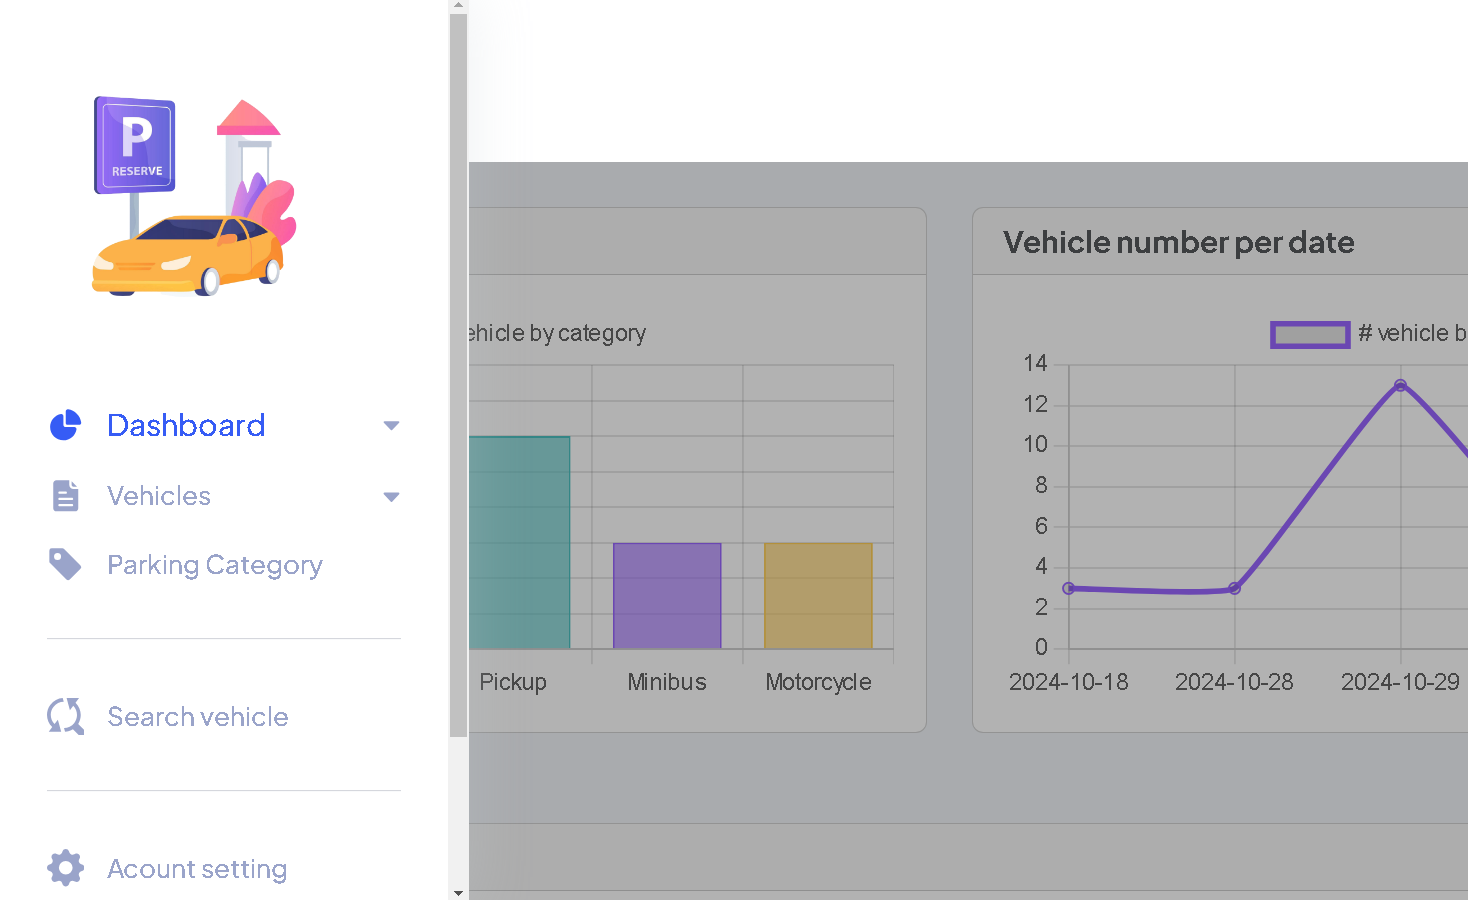 P
RESERVE
Dashboard
Vehicles
Parking Category
Search vehicle
Acount setting
ehicle by category
Pickup
Minibus
Motorcycle
Vehicle number per date
# vehicle b
14
12
10
8
6
4
2
0
2024-10-18
2024-10-28
2024-10-29